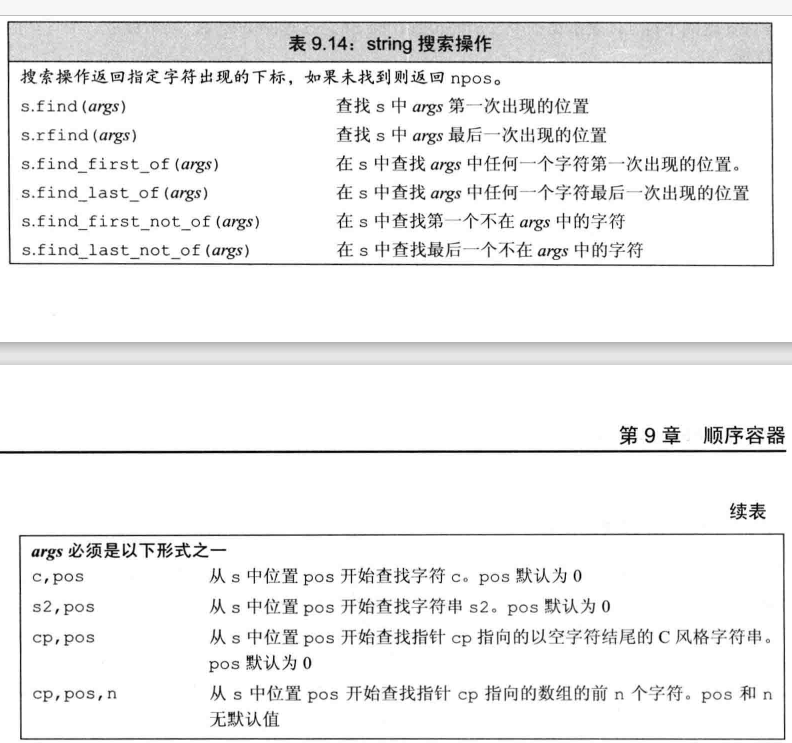 表 9.14：string 搜索操作
搜索操作返回指定字符出现的下标，如果未找到则返回 npos。
s.find(args) 查找 s 中 args 第一次出现的位置
s.rfind(args) 查找 s 中 args 最后一次出现的位置
s.find_first_of(args) 在 s 中查找 args 中任何一个字符第一次出现的位置。
s.find_last_of(args) 在 s 中查找 args 中任何一个字符最后一次出现的位置
s.find_first_not_of(args) 在 s 中查找第一个不在 args 中的字符
s.find_last_not_of(args) 在 s 中查找最后一个不在 args 中的字符
第 9 章 顺序容器
续表
args 必须是以下形式之一
c,pos 从 s 中位置 pos 开始查找字符 c。pos 默认为 0
s2,pos 从 s 中位置 pos 开始查找字符串 s2。pos 默认为 0
cp,pos 从 s 中位置 pos 开始查找指针 cp 指向的以空字符结尾的 C 风格字符串。
pos 默认为 0
cp,pos,n 从 s 中位置 pos 开始查找指针 cp 指向的数组的前 n 个字符。pos 和 n
无默认值